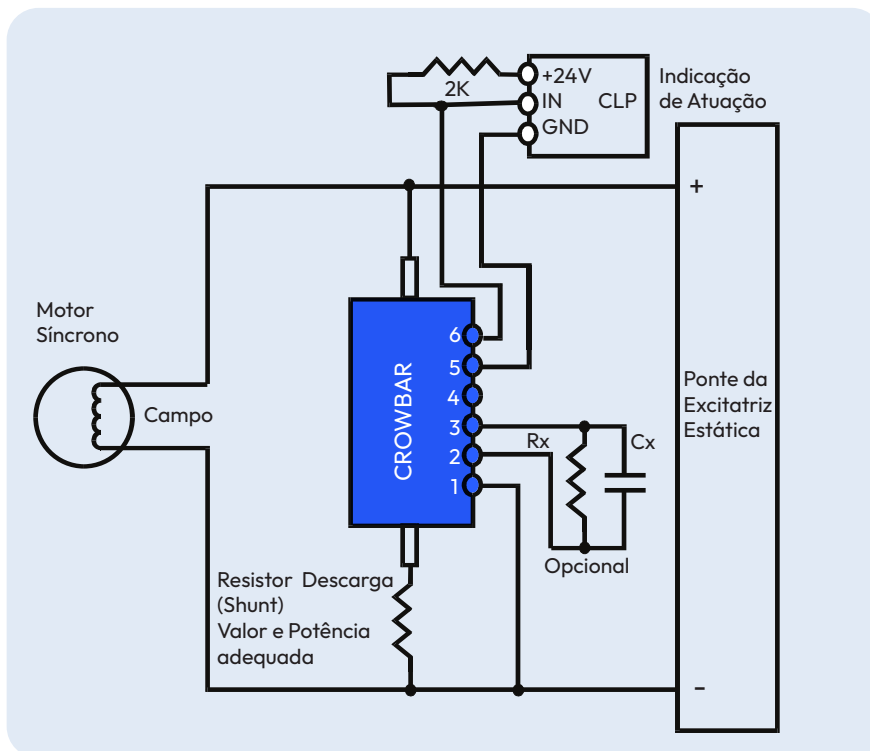 2K
+24V
IN
GND
CLP
Indicação
de Atuação
+
Motor
Síncrono
Campo
CROWBAR
6
5
4
3
2
1
Rx
Cx
Opcional
Ponte da
Excitatriz
Estática
Resistor Descarga
(Shunt)
Valor e Potência
adequada
-